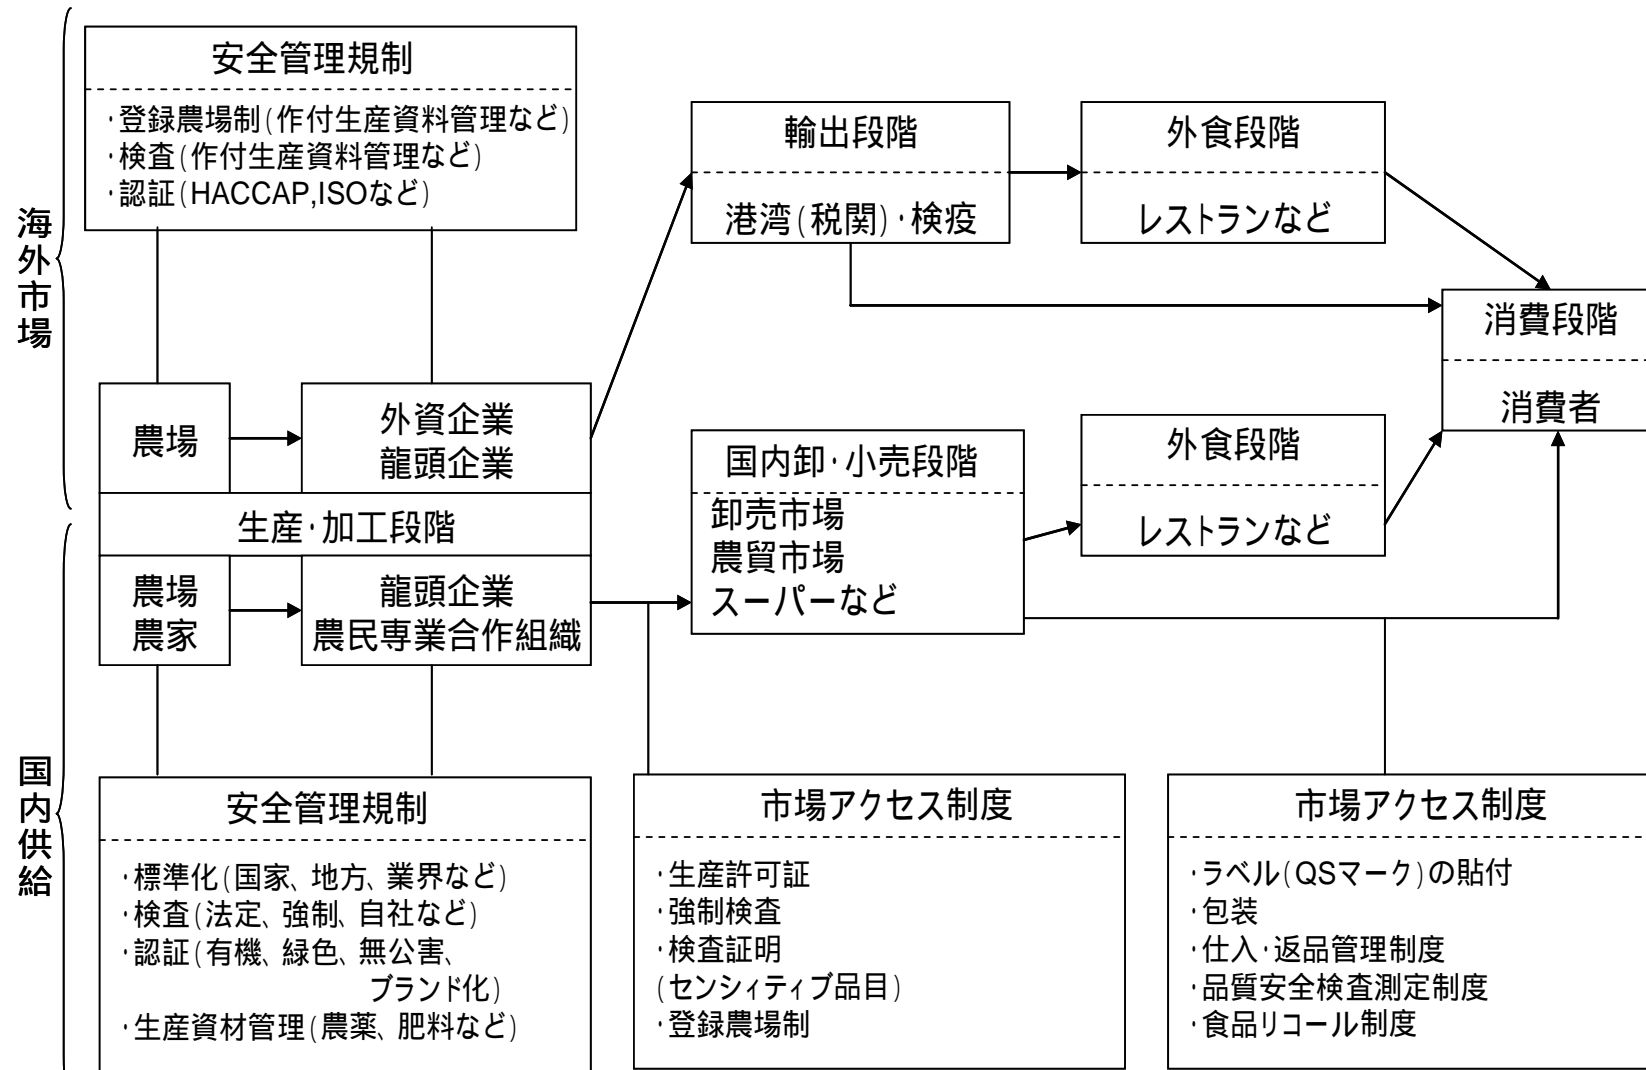 海外市場
安全管理規制
·登録農場制(作付生産資料管理など)
·検査(作付生産資料管理など)
·認証(HACCAP,ISOなど)
輸出段階
港湾(税関)·検疫
外食段階
レストランなど
消費段階
消費者
農場
外資企業
龍頭企業
生産·加工段階
国内供給
農場
農家
龍頭企業
農民専業合作組織
国内卸·小売段階
卸売市場
農貿市場
スーパーなど
外食段階
レストランなど
安全管理規制
·標準化(国家、地方、業界など)
·検査(法定、強制、自社など)
·認証(有機、緑色、無公害、
ブランド化)
·生産資材管理(農薬、肥料など)
市場アクセス制度
·生産許可証
·強制検査
·検査証明
(センシィティブ品目)
·登録農場制
市場アクセス制度
·ラベル(QSマーク)の貼付
·包装
·仕入·返品管理制度
·品質安全検査測定制度
·食品リコール制度